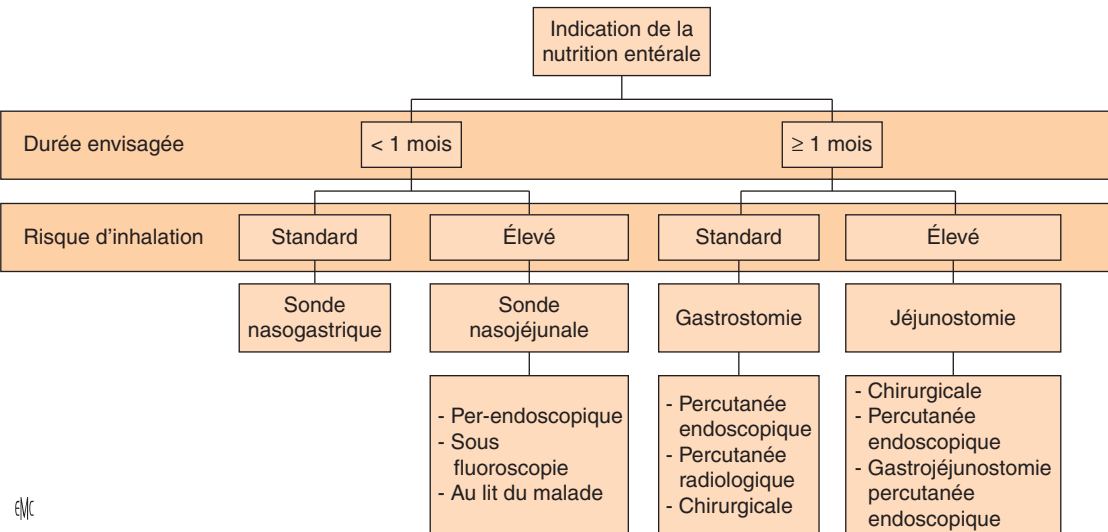 Indication de la
nutrition entérale
Durée envisagée
< 1 mois
≥ 1 mois
Risque d'inhalation
Standard
Élevé
Standard
Élevé
Sonde
nasogastrique
Sonde
nasojéjunale
Gastrostomie
Jéjunostomie
- Per-endoscopique
- Sous
fluoroscopie
- Au lit du malade
- Percutanée
endoscopique
- Percutanée
radiologique
- Chirurgicale
- Chirurgicale
- Percutanée
endoscopique
- Gastrojéjunostomie
percutanée
endoscopique
EMC